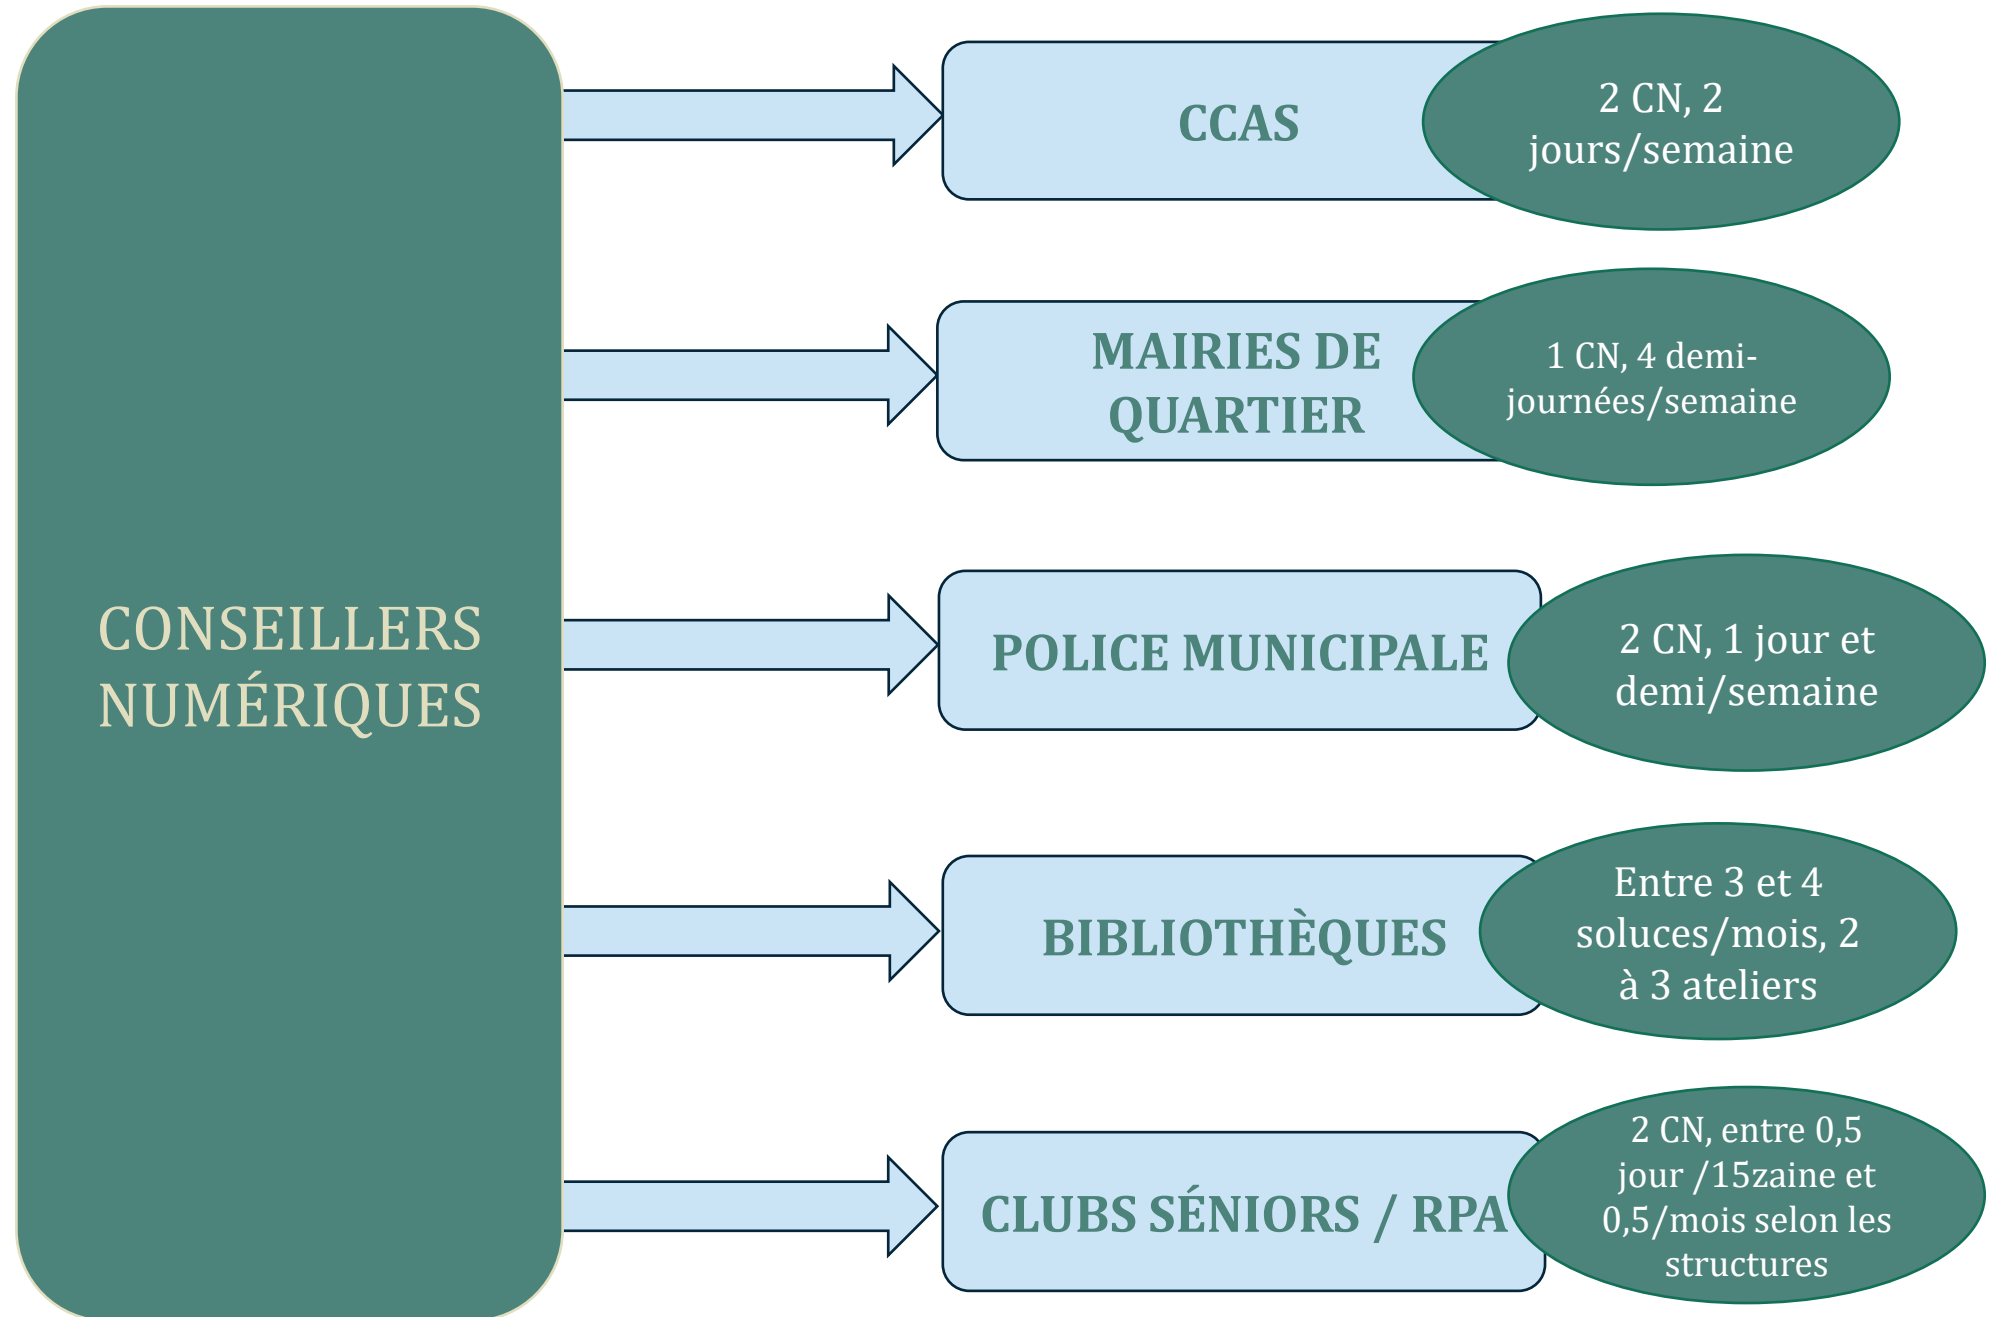 CONSEILLERS
NUMÉRIQUES
CCAS
2 CN, 2
jours/semaine
MAIRIES DE
QUARTIER
1 CN, 4 demi-
journées/semaine
POLICE MUNICIPALE
2 CN, 1 jour et
demi/semaine
BIBLIOTHÈQUES
Entre 3 et 4
soluces/mois, 2
à 3 ateliers
CLUBS SÉNIORS / RPA
2 CN, entre 0,5
jour /15zaine et
0,5/mois selon les
structures